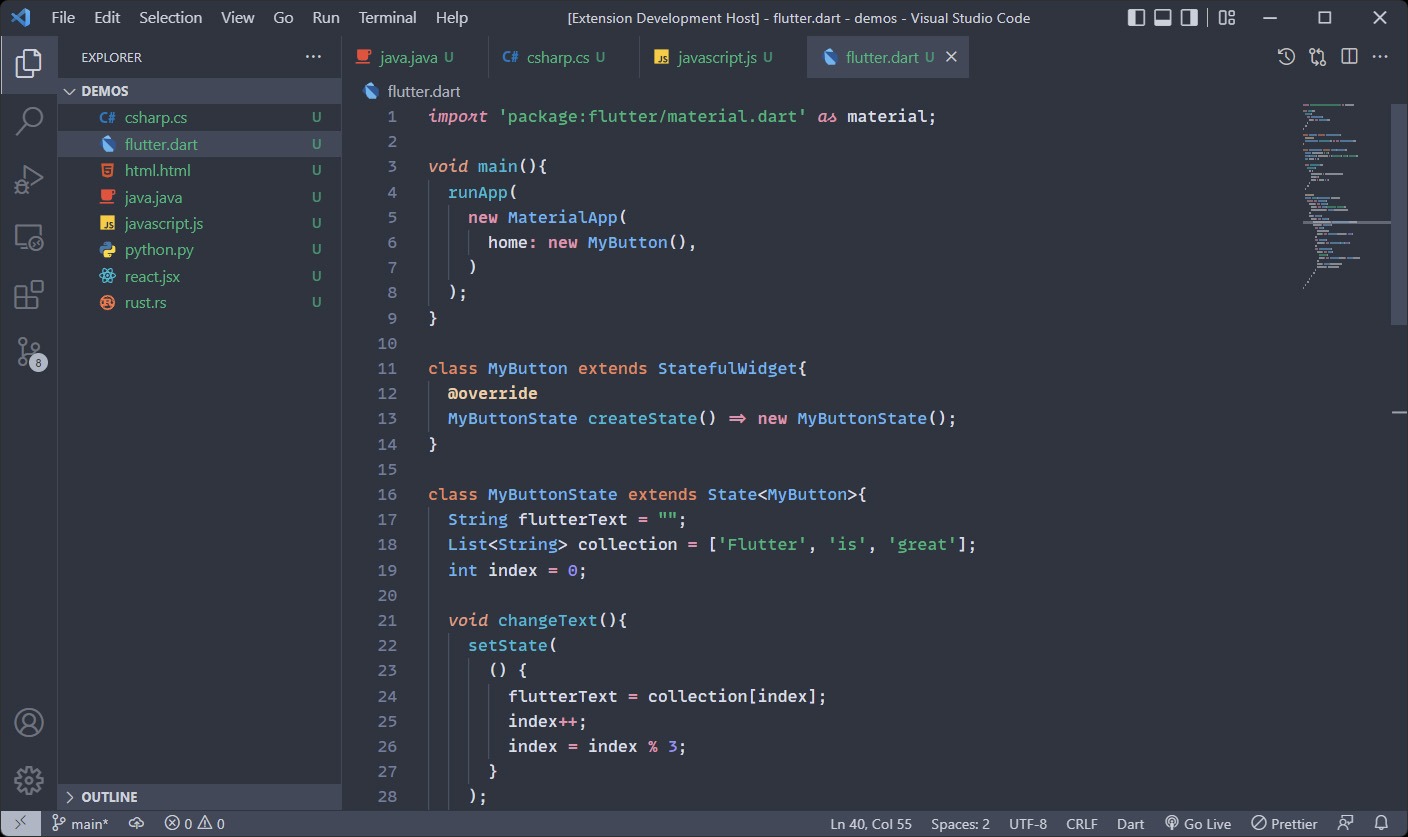 File Edit Selection View Go Run Terminal Help [Extension Development Host] - flutter.dart - demos - Visual Studio Code
EXPLORER
DEMOS
C# csharp.cs U
flutter.dart U
html.html U
java.java U
JS javascript.js U
python.py U
react.jsx U
rust.rs U
8
OUTLINE
java.java U C# csharp.cs U JS javascript.js U flutter.dart U
flutter.dart
1 import 'package:flutter/material.dart' as material;
2
3 void main(){
4 runApp(
5 new MaterialApp(
6 home: new MyButton(),
7 )
8 );
9 }
10
11 class MyButton extends StatefulWidget{
12 @override
13 MyButtonState createState() => new MyButtonState();
14 }
15
16 class MyButtonState extends State<MyButton>{
17 String flutterText = "";
18 List<String> collection = ['Flutter', 'is', 'great'];
19 int index = 0;
20
21 void changeText(){
22 setState(
23 () {
24 flutterText = collection[index];
25 index++;
26 index = index % 3;
27 }
28 );
main* 0 0 Ln 40, Col 55 Spaces: 2 UTF-8 CRLF Dart Go Live Prettier